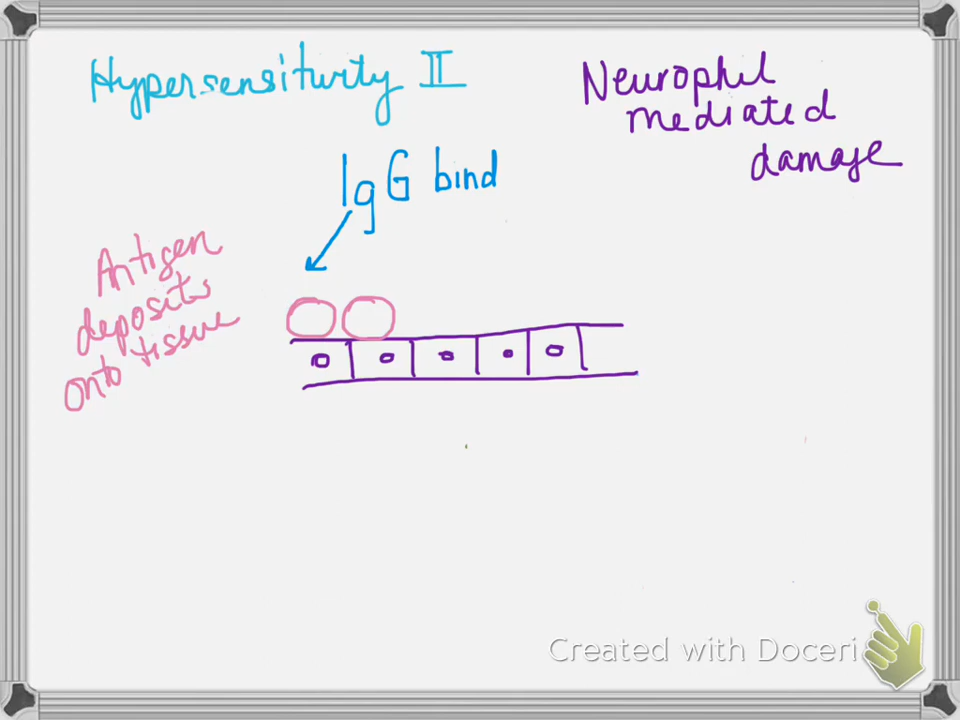 Hypersensitivity II
Neurophil
mediated
damage
IgG bind
Antigen
deposits
onto tissue
Created with Doceri